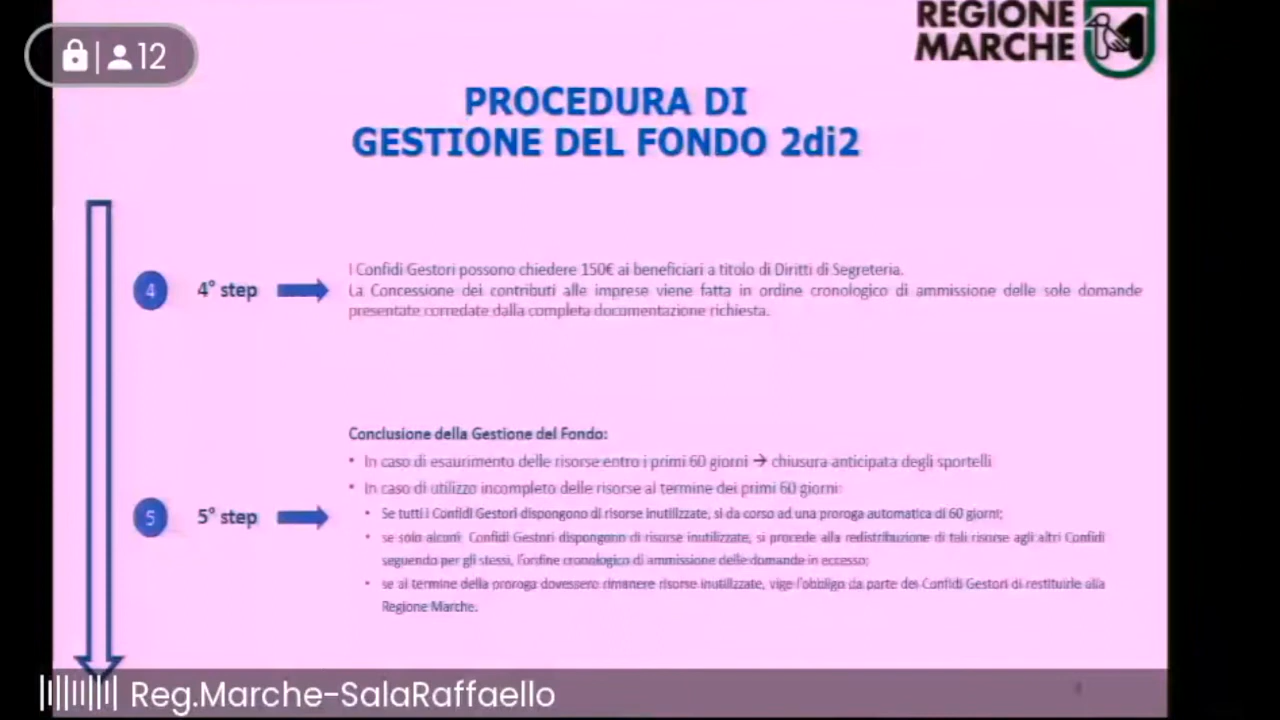 REGIONE
MARCHE
12
PROCEDURA DI
GESTIONE DEL FONDO 2di2
4
4° step
I Confidi Gestori possono chiedere 150€ ai beneficiari a titolo di Diritti di Segreteria.
La Concessione dei contributi alle imprese viene fatta in ordine cronologico di ammissione delle sole domande
presentate corredate dalla completa documentazione richiesta.
Conclusione della Gestione del Fondo:
• In caso di esaurimento delle risorse entro i primi 60 giorni → chiusura anticipata degli sportelli
• In caso di utilizzo incompleto delle risorse al termine dei primi 60 giorni:
5
5° step
• Se tutti i Confidi Gestori dispongono di risorse inutilizzate, si da corso ad una proroga automatica di 60 giorni;
• se solo alcuni Confidi Gestori dispongono di risorse inutilizzate, si procede alla redistribuzione di tali risorse agli altri Confidi
seguendo per gli stessi, l'ordine cronologico di ammissione delle domande in eccesso;
• se al termine della proroga dovessero rimanere risorse inutilizzate, vige l'obbligo da parte dei Confidi Gestori di restituirle alla
Regione Marche.
Reg.Marche-SalaRaffaello